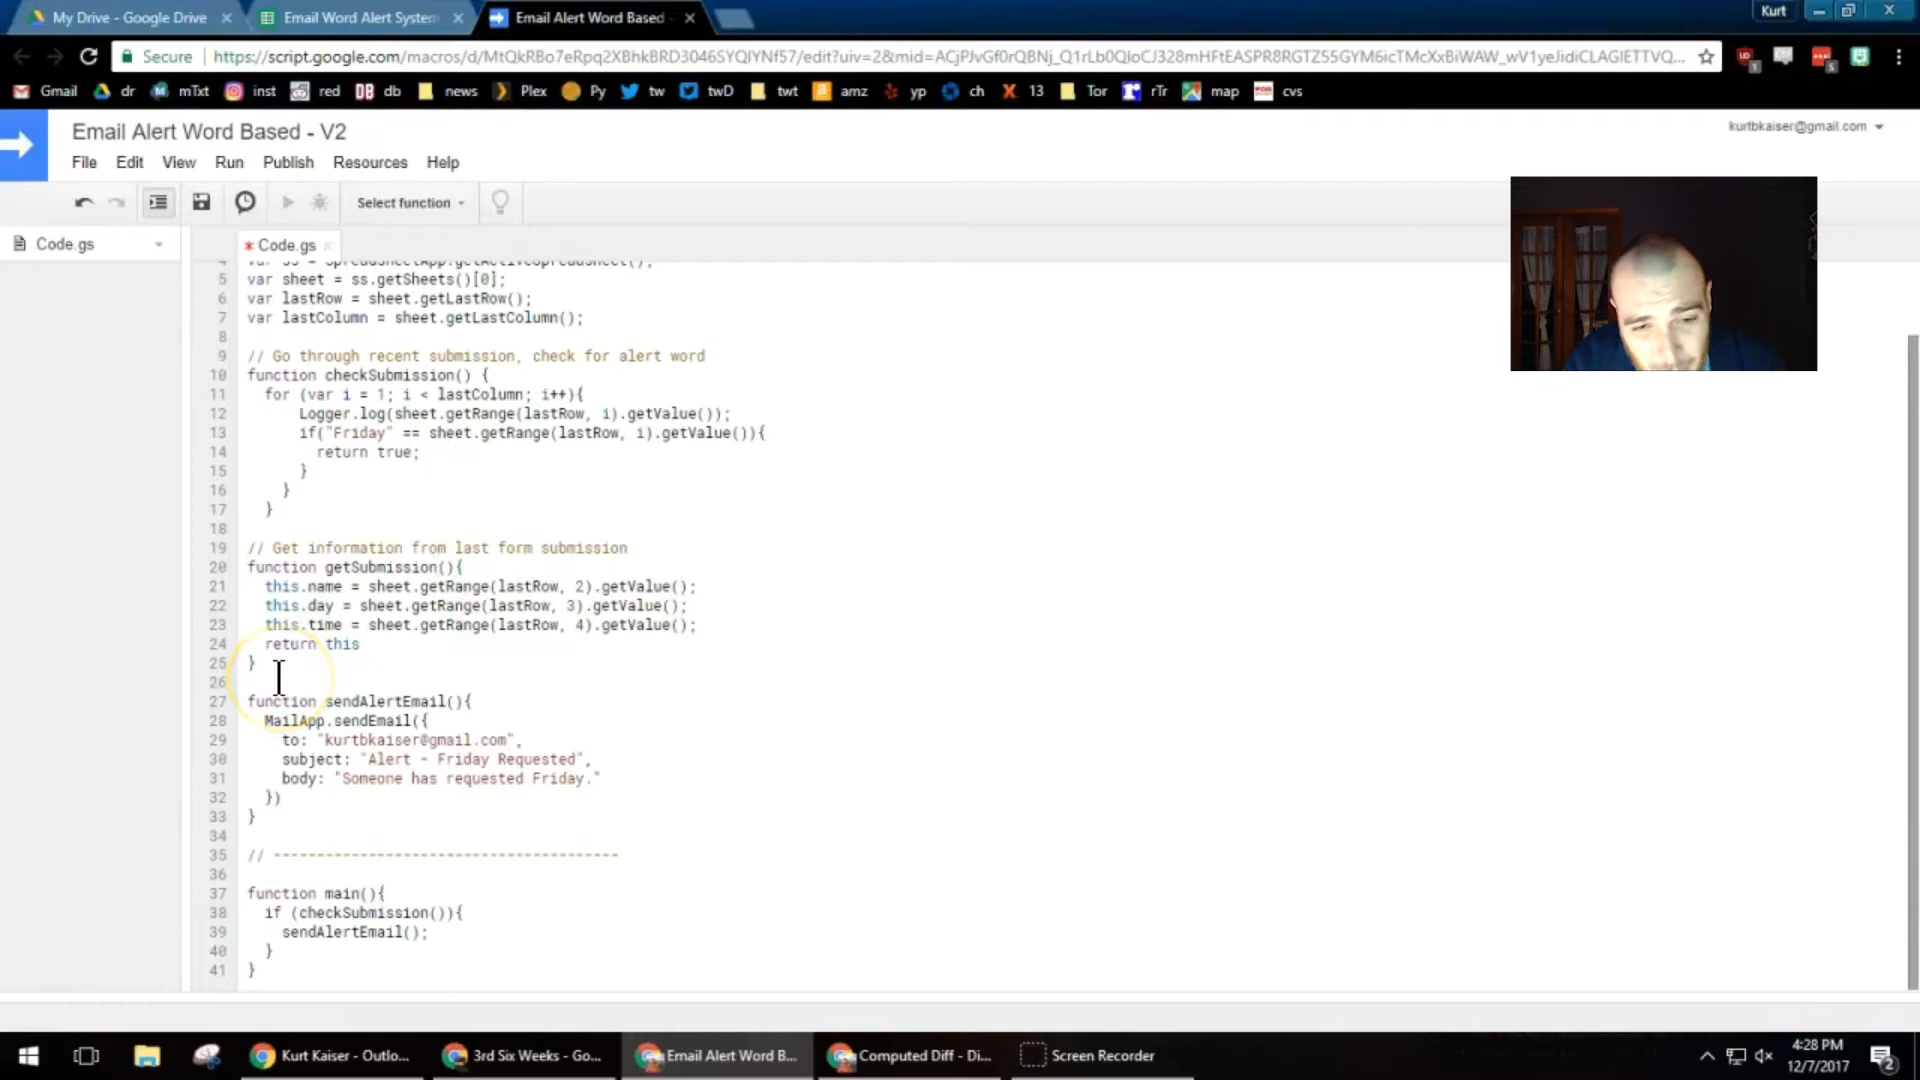 My Drive - Google Drive
Email Word Alert System
Email Alert Word Based -
Kurt
Secure
https://script.google.com/macros/d/MtQkRBo7eRpq2XBhkBRD3046SYQIYNf57/edit?uiv=2&mid=ACjPJvGf0rQBNj_Q1rLb0QloCJ328mHFtEASPR8RGTZ55GYM6icTMcXxBiWAW_wV1yeJidiCLAGIETTVQ...
Gmail dr mTxt inst red db news Plex Py tw twD twt amz yp ch 13 Tor rTr map cvs
Email Alert Word Based - V2
kurtbkaiser@gmail.com
File Edit View Run Publish Resources Help
Select function
Code.gs
* Code.gs
4 var ss = SpreadsheetApp.getActiveSpreadsheet();
5 var sheet = ss.getSheets()[0];
6 var lastRow = sheet.getLastRow();
7 var lastColumn = sheet.getLastColumn();
8
9 // Go through recent submission, check for alert word
10 function checkSubmission() {
11 for (var i = 1; i < lastColumn; i++){
12 Logger.log(sheet.getRange(lastRow, i).getValue());
13 if("Friday" == sheet.getRange(lastRow, i).getValue()){
14 return true;
15 }
16 }
17 }
18
19 // Get information from last form submission
20 function getSubmission(){
21 this.name = sheet.getRange(lastRow, 2).getValue();
22 this.day = sheet.getRange(lastRow, 3).getValue();
23 this.time = sheet.getRange(lastRow, 4).getValue();
24 return this
25 }
26
27 function sendAlertEmail(){
28 MailApp.sendEmail({
29 to: "kurtbkaiser@gmail.com",
30 subject: "Alert - Friday Requested",
31 body: "Someone has requested Friday."
32 })
33 }
34
35 // ----------------------------------------
36
37 function main(){
38 if (checkSubmission()){
39 sendAlertEmail();
40 }
41 }
Kurt Kaiser - Outlo...
3rd Six Weeks - Go...
Email Alert Word B...
Computed Diff - Di...
Screen Recorder
4:28 PM
12/7/2017
2